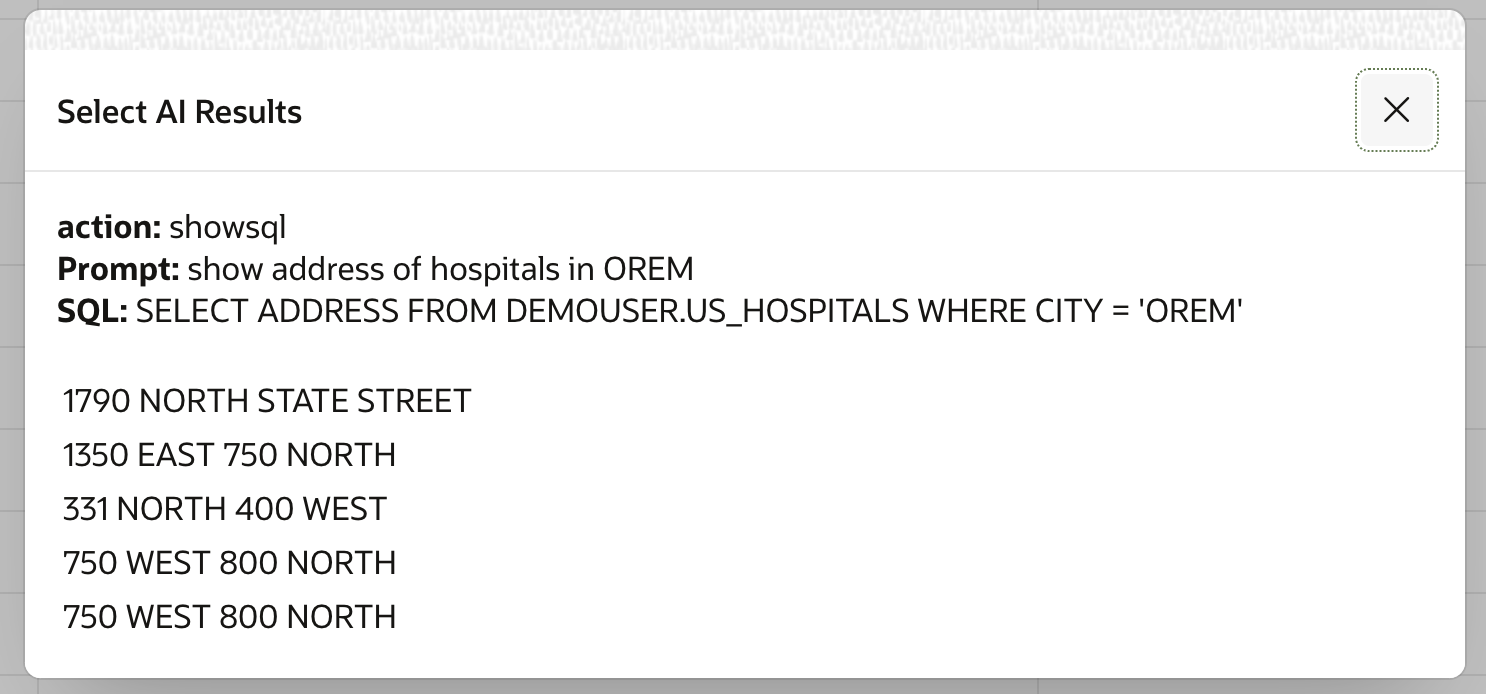 Select AI Results
action: showsql
Prompt: show address of hospitals in OREM
SQL: SELECT ADDRESS FROM DEMOUSER.US_HOSPITALS WHERE CITY = 'OREM'
1790 NORTH STATE STREET
1350 EAST 750 NORTH
331 NORTH 400 WEST
750 WEST 800 NORTH
750 WEST 800 NORTH